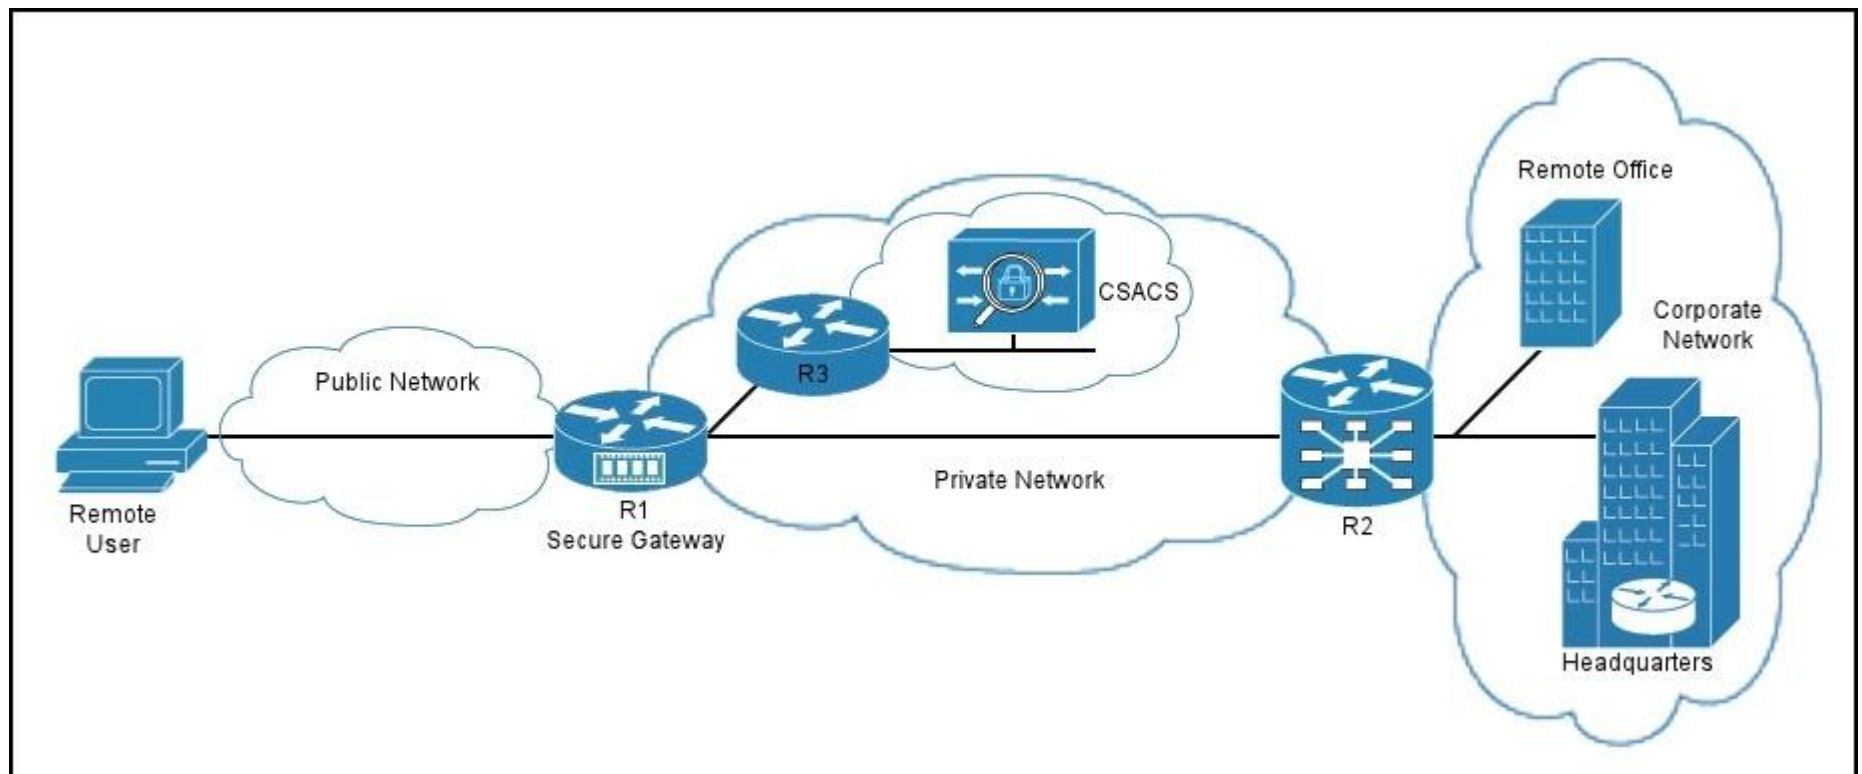 Remote Office
CSACS
Corporate
Network
R3
Public Network
Private Network
R1
Secure Gateway
R2
Remote
User
Headquarters